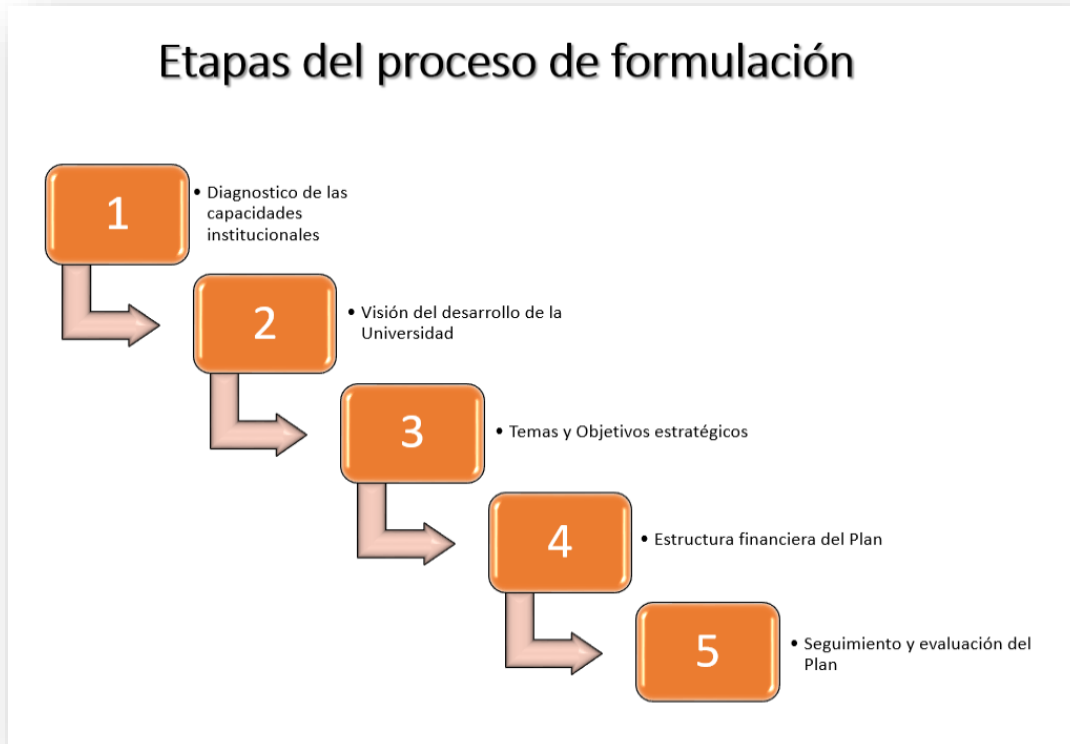 Etapas del proceso de formulación
1
• Diagnostico de las
capacidades
institucionales
2
• Visión del desarrollo de la
Universidad
3
• Temas y Objetivos estratégicos
4
• Estructura financiera del Plan
5
• Seguimiento y evaluación del
Plan